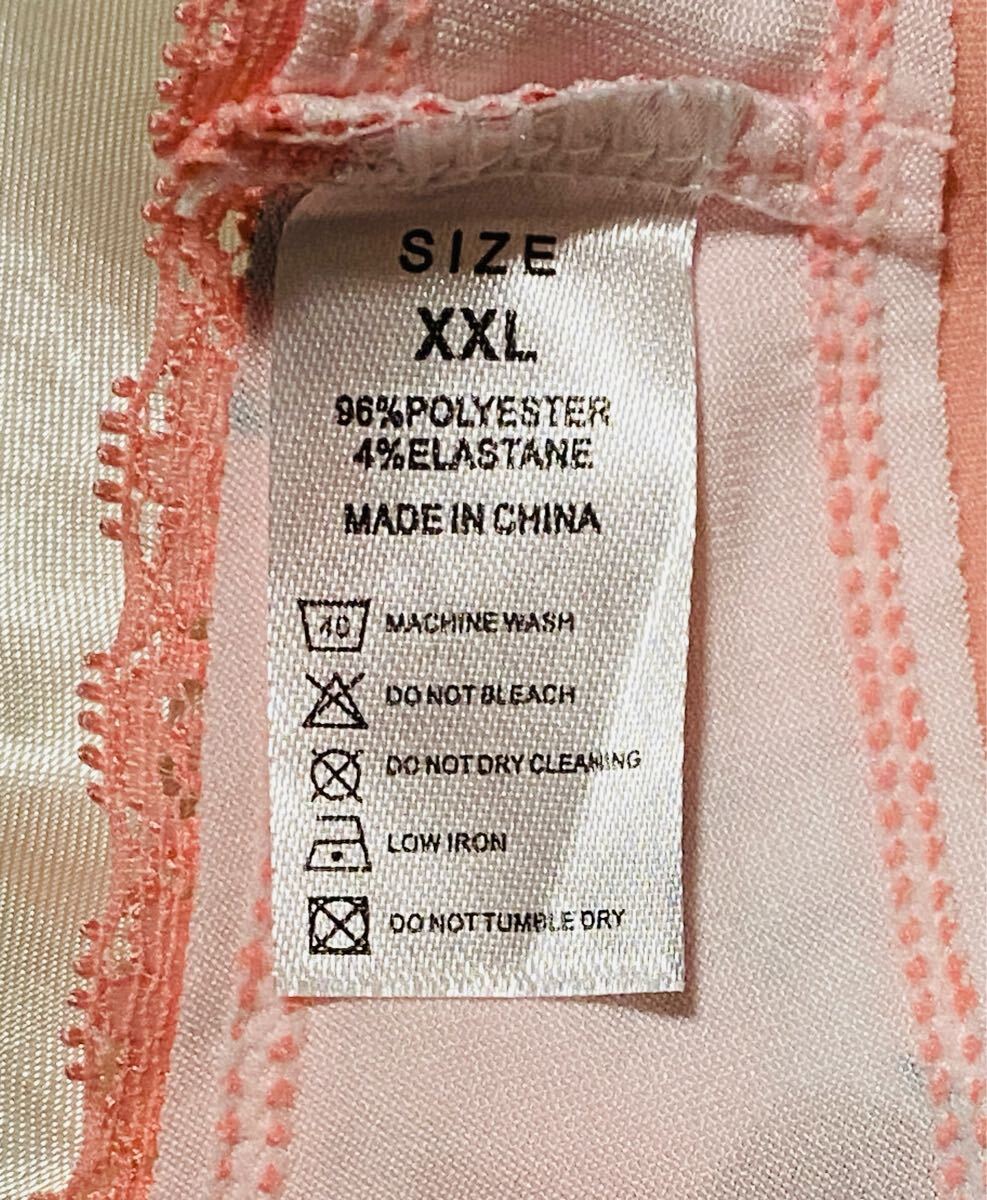 SIZE
XXL
96%POLYESTER
4%ELASTANE
MADE IN CHINA
40 MACHINE WASH
DO NOT BLEACH
DO NOT DRY CLEANING
LOW IRON
DO NOT TUMBLE DRY